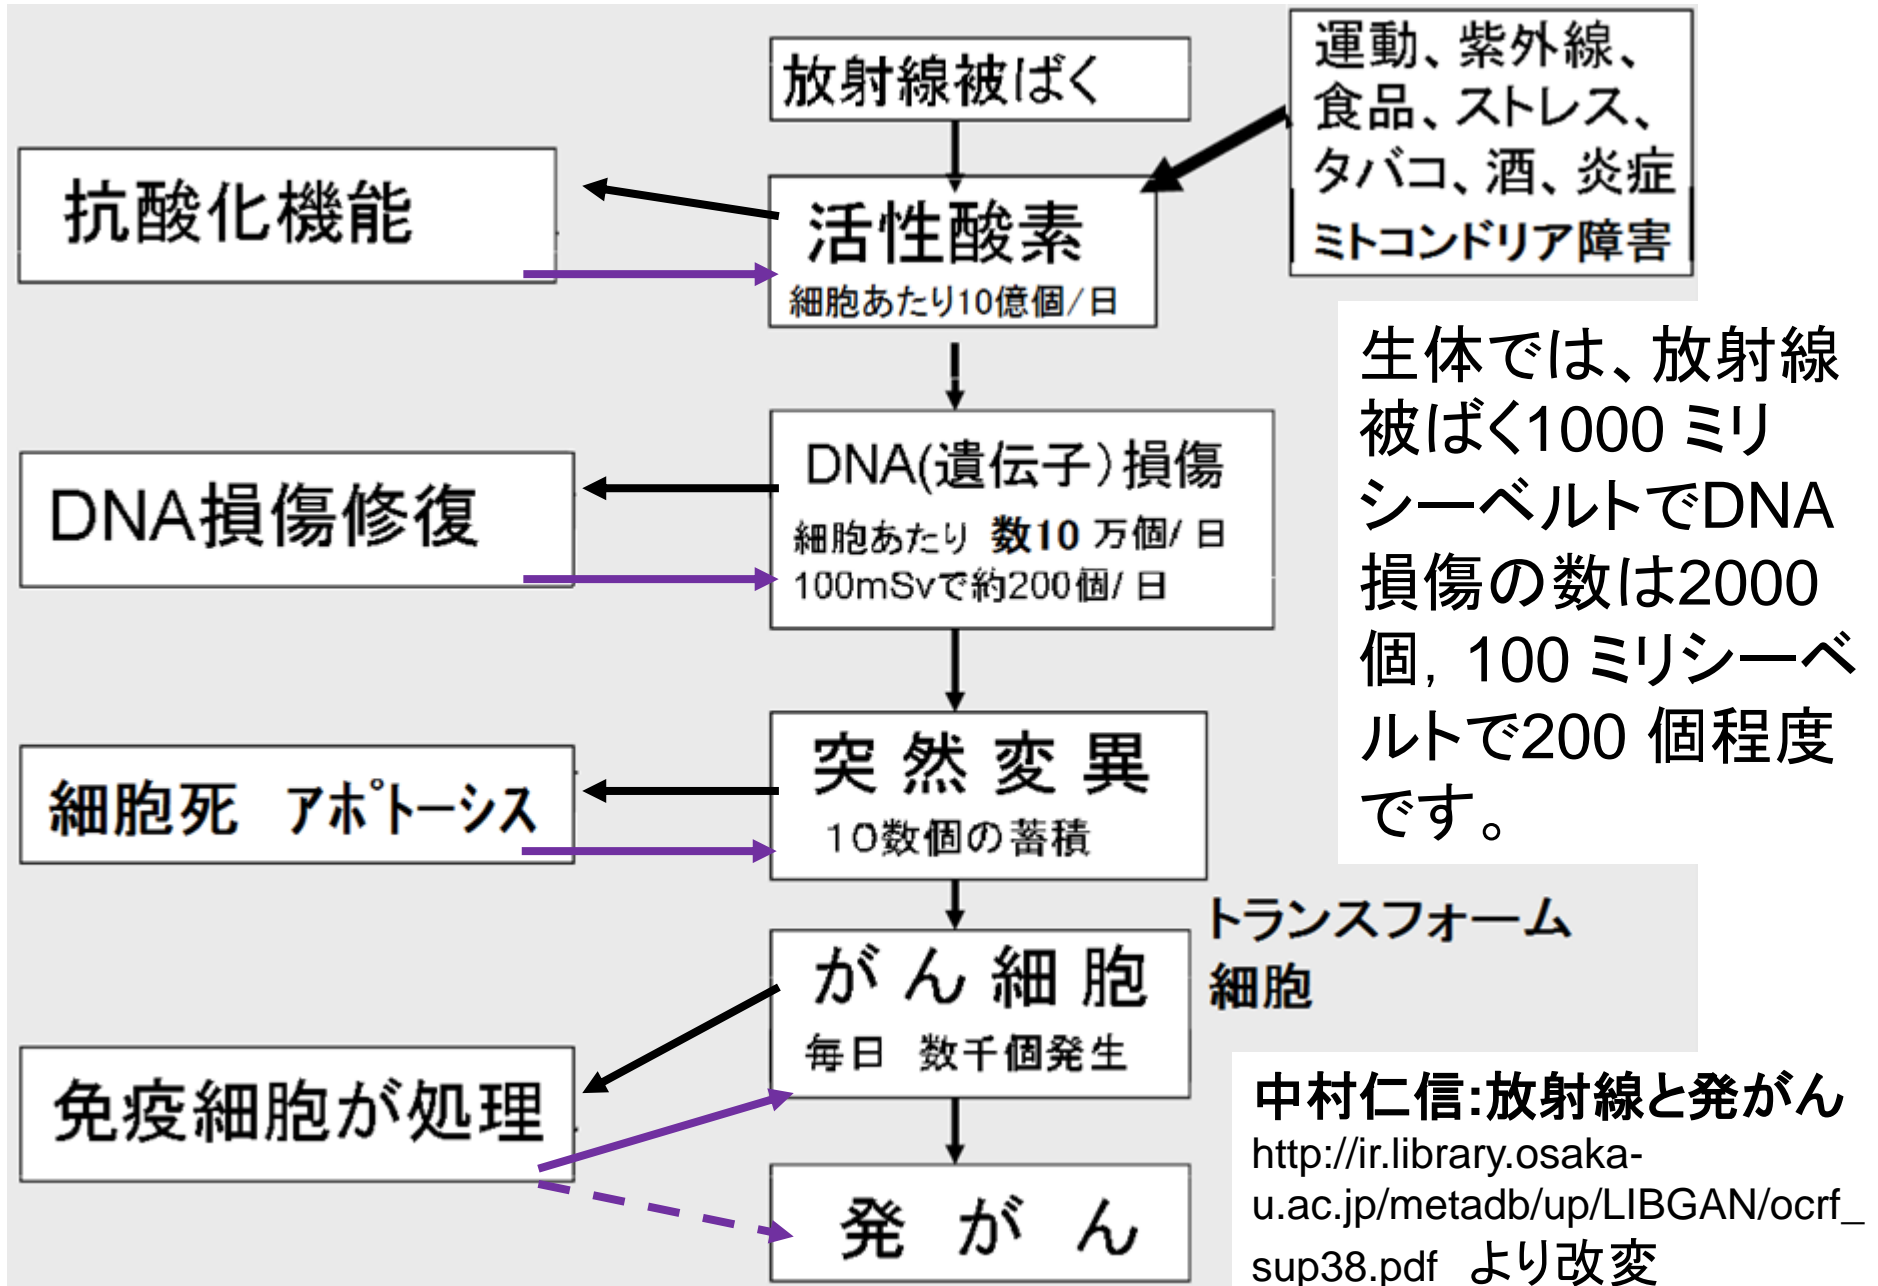 放射線被ばく
運動、紫外線、
食品、ストレス、
タバコ、酒、炎症
ミトコンドリア障害
抗酸化機能
活性酸素
細胞あたり10億個/日
生体では、放射線
被ばく1000 ミリ
シーベルトでDNA
損傷の数は2000
個, 100 ミリシーベ
ルトで200 個程度
です。
DNA損傷修復
DNA(遺伝子)損傷
細胞あたり 数10 万個/ 日
100mSvで約200個/ 日
細胞死 アポトーシス
突 然 変 異
10数個の蓄積
が ん 細 胞
毎日 数千個発生
トランスフォーム
細胞
免疫細胞が処理
発 が ん
中村仁信:放射線と発がん
http://ir.library.osaka-
u.ac.jp/metadb/up/LIBGAN/ocrf_
sup38.pdf より改変